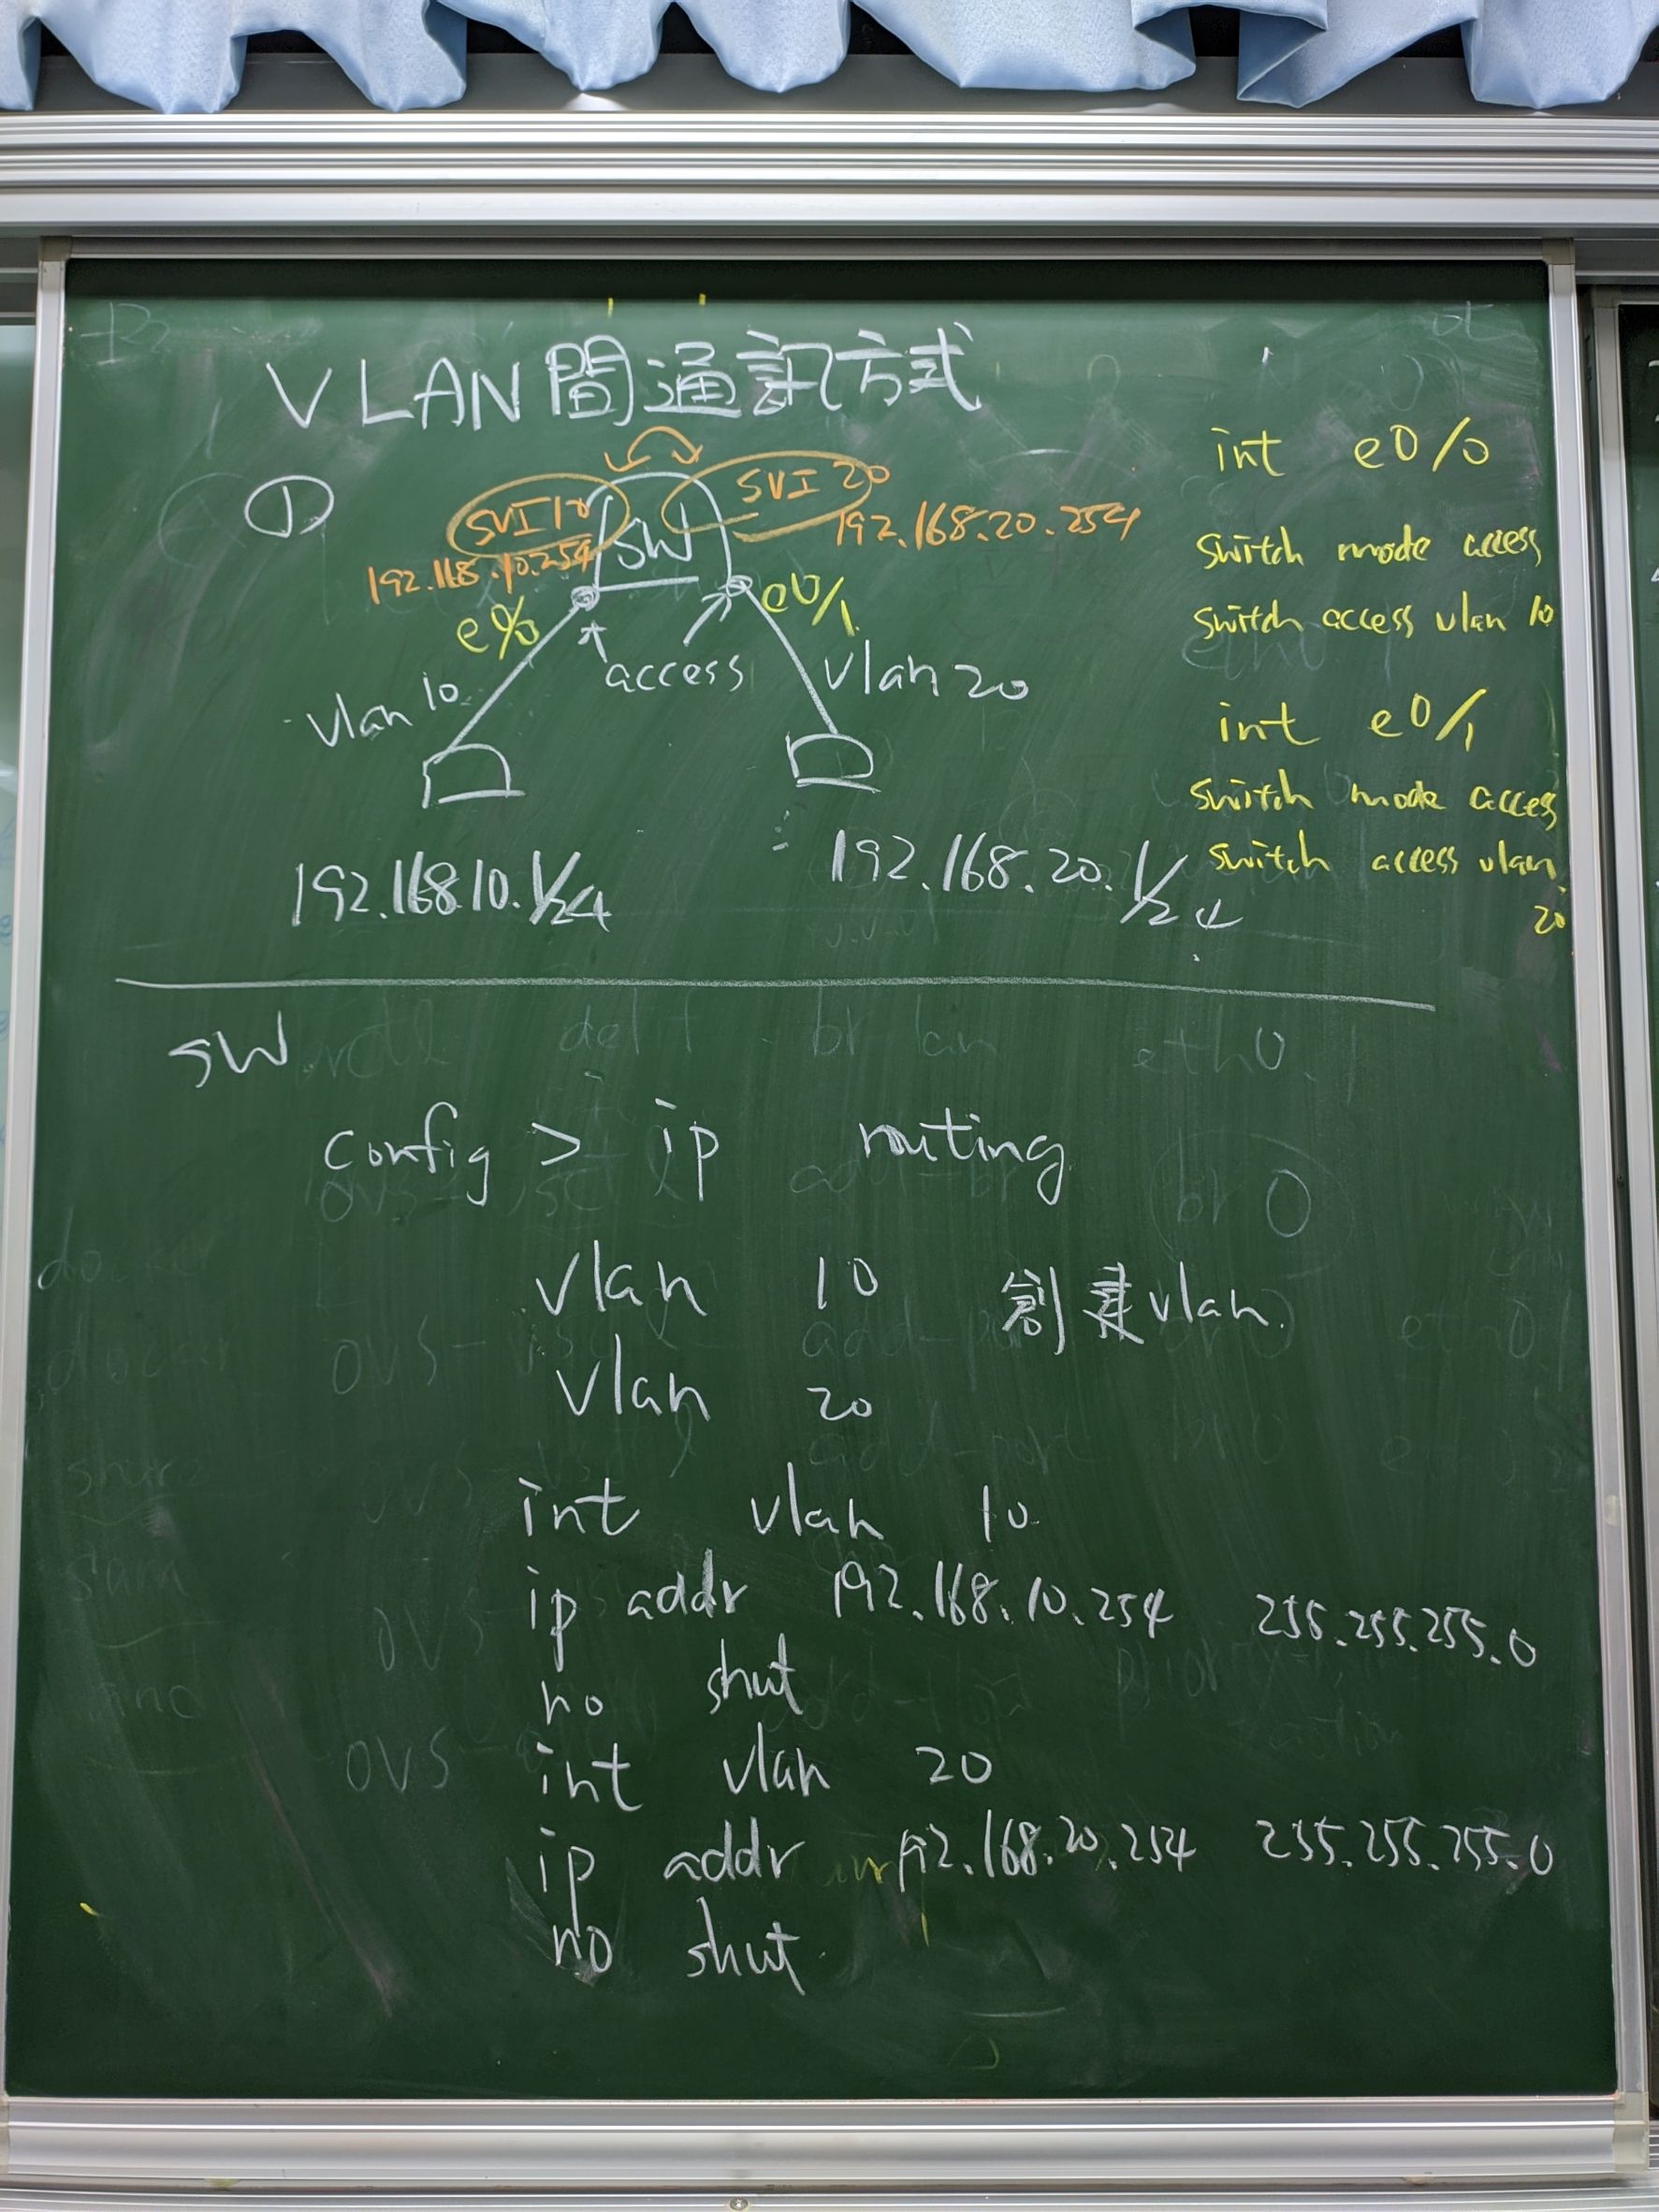 VLAN間通訊方式
①
SVI 10
SVI 20
192.168.10.254
192.168.20.254
SW
e0/0
e0/1
access
vlan 10
vlan 20
192.168.10.1/24
192.168.20.1/24
int e0/0
switch mode access
switch access vlan 10
int e0/1
switch mode acces
switch access vlan
20
SW
config > ip routing
vlan 10 創建vlan
vlan 20
int vlan 10
ip addr 192.168.10.254 255.255.255.0
no shut
int vlan 20
ip addr 192.168.20.254 255.255.255.0
no shut